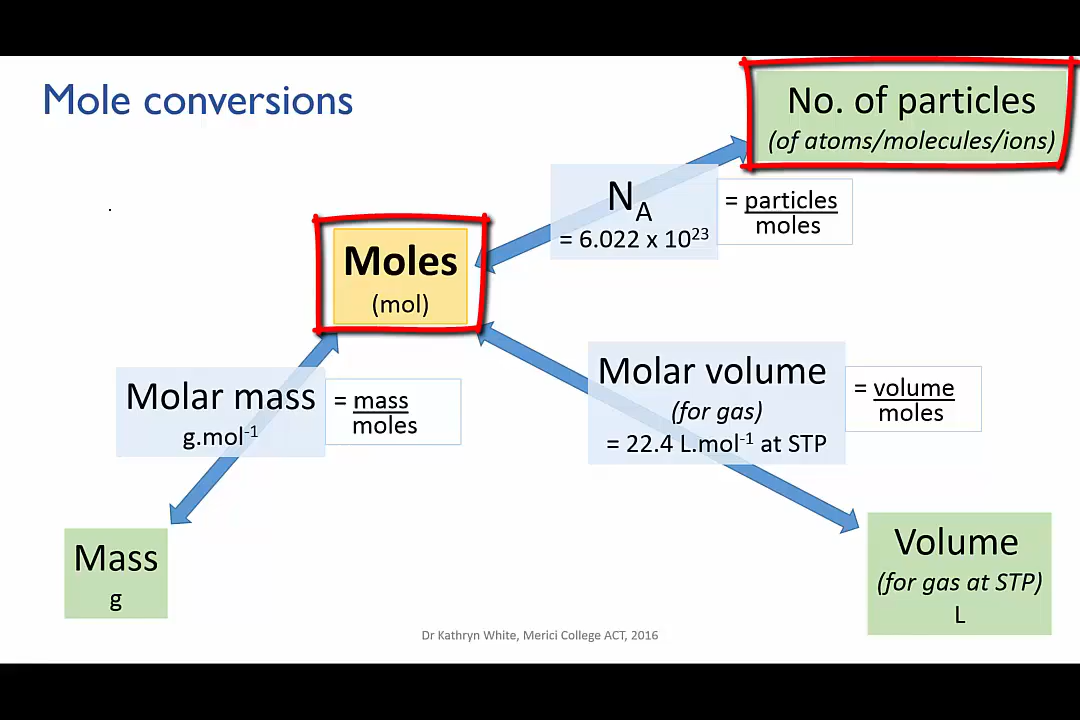 Mole conversions
No. of particles
(of atoms/molecules/ions)
N_A
= 6.022 x 10²³
= particles
moles
Moles
(mol)
Molar mass
g.mol⁻¹
= mass
moles
Molar volume
(for gas)
= 22.4 L.mol⁻¹ at STP
= volume
moles
Mass
g
Volume
(for gas at STP)
L
Dr Kathryn White, Merici College ACT, 2016